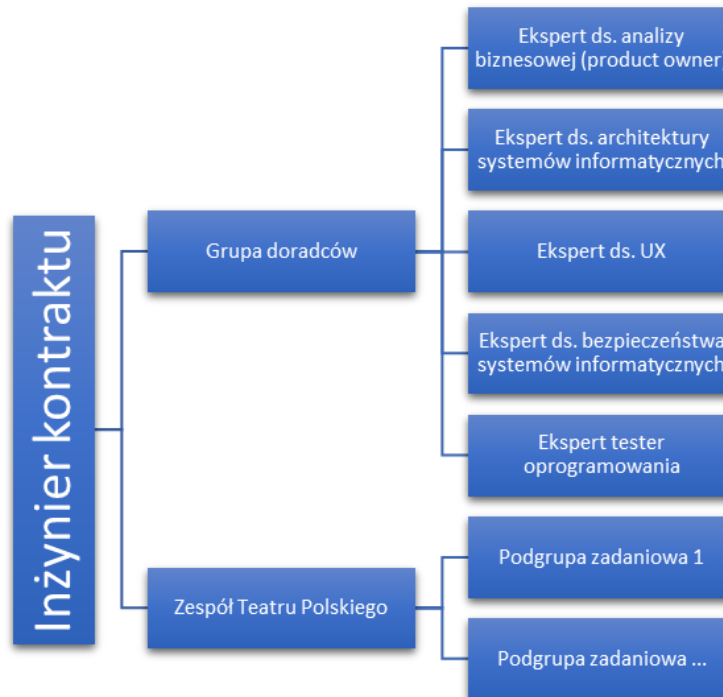 Inżynier kontraktu
Grupa doradców
Ekspert ds. analizy
biznesowej (product owner)
Ekspert ds. architektury
systemów informatycznych
Ekspert ds. UX
Ekspert ds. bezpieczeństwa
systemów informatycznych
Ekspert tester
oprogramowania
Zespół Teatru Polskiego
Podgrupa zadaniowa 1
Podgrupa zadaniowa ...